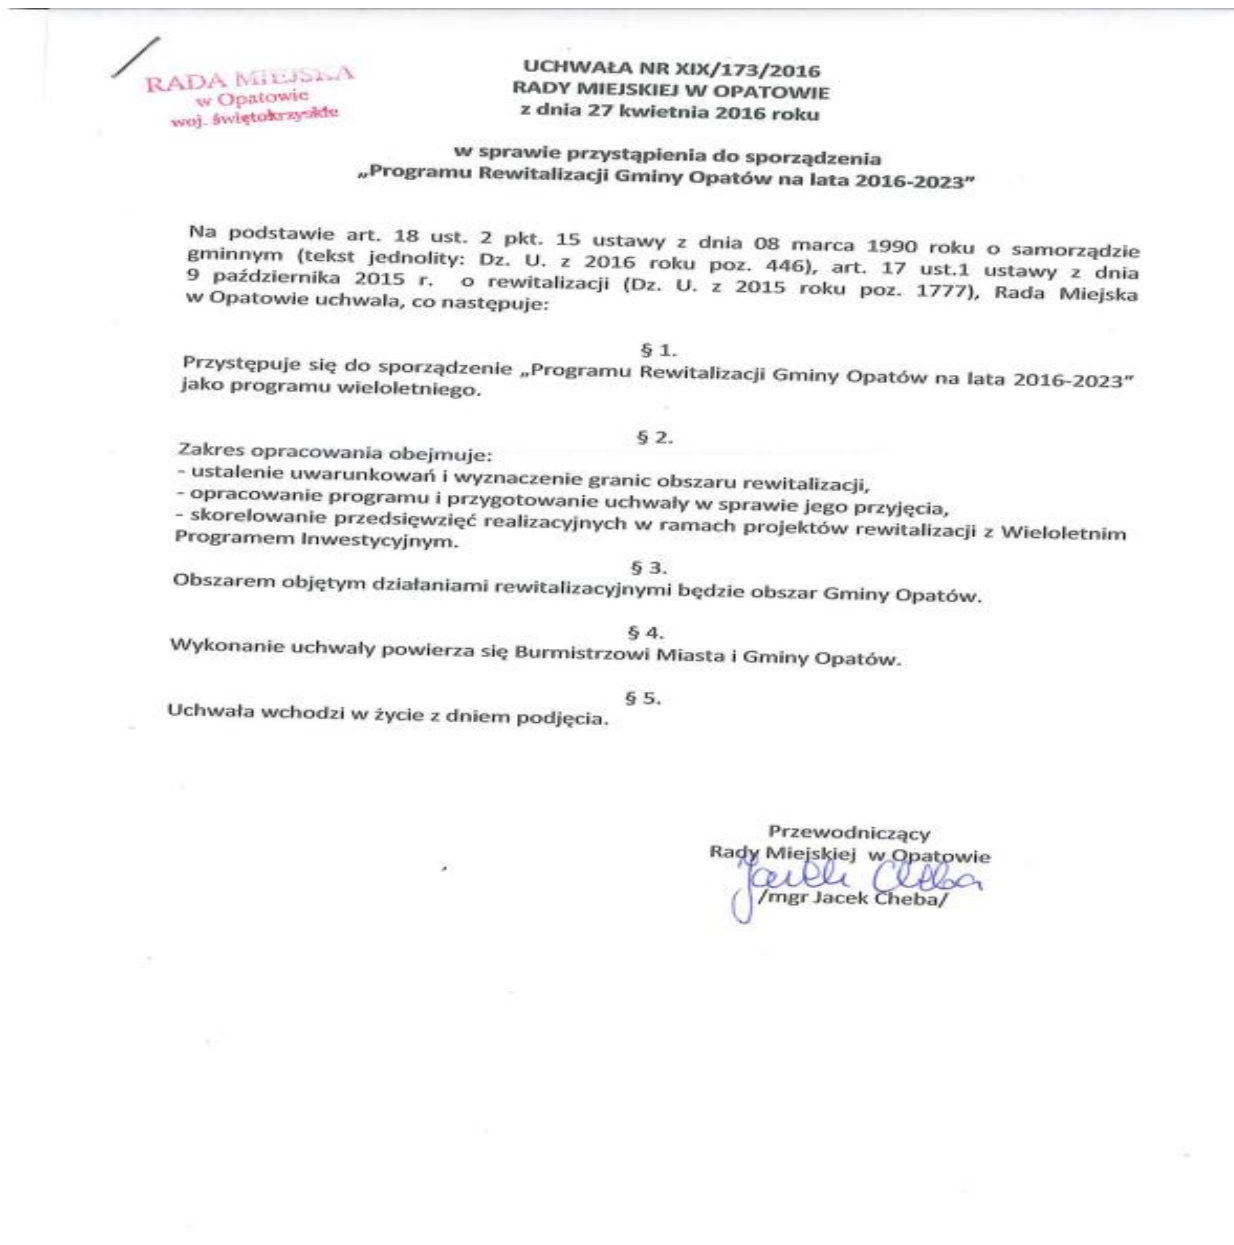 RADA MIEJSKA
w Opatowie
woj. świętokrzyskie
UCHWAŁA NR XIX/173/2016
RADY MIEJSKIEJ W OPATOWIE
z dnia 27 kwietnia 2016 roku
w sprawie przystąpienia do sporządzenia
„Programu Rewitalizacji Gminy Opatów na lata 2016-2023”
Na podstawie art. 18 ust. 2 pkt. 15 ustawy z dnia 08 marca 1990 roku o samorządzie
gminnym (tekst jednolity: Dz. U. z 2016 roku poz. 446), art. 17 ust.1 ustawy z dnia
9 października 2015 r. o rewitalizacji (Dz. U. z 2015 roku poz. 1777), Rada Miejska
w Opatowie uchwala, co następuje:
§ 1.
Przystępuje się do sporządzenie „Programu Rewitalizacji Gminy Opatów na lata 2016-2023”
jako programu wieloletniego.
§ 2.
Zakres opracowania obejmuje:
- ustalenie uwarunkowań i wyznaczenie granic obszaru rewitalizacji,
- opracowanie programu i przygotowanie uchwały w sprawie jego przyjęcia,
- skorelowanie przedsięwzięć realizacyjnych w ramach projektów rewitalizacji z Wieloletnim
Programem Inwestycyjnym.
§ 3.
Obszarem objętym działaniami rewitalizacyjnymi będzie obszar Gminy Opatów.
§ 4.
Wykonanie uchwały powierza się Burmistrzowi Miasta i Gminy Opatów.
§ 5.
Uchwała wchodzi w życie z dniem podjęcia.
Przewodniczący
Rady Miejskiej w Opatowie
Jacek Cheba
/mgr Jacek Cheba/